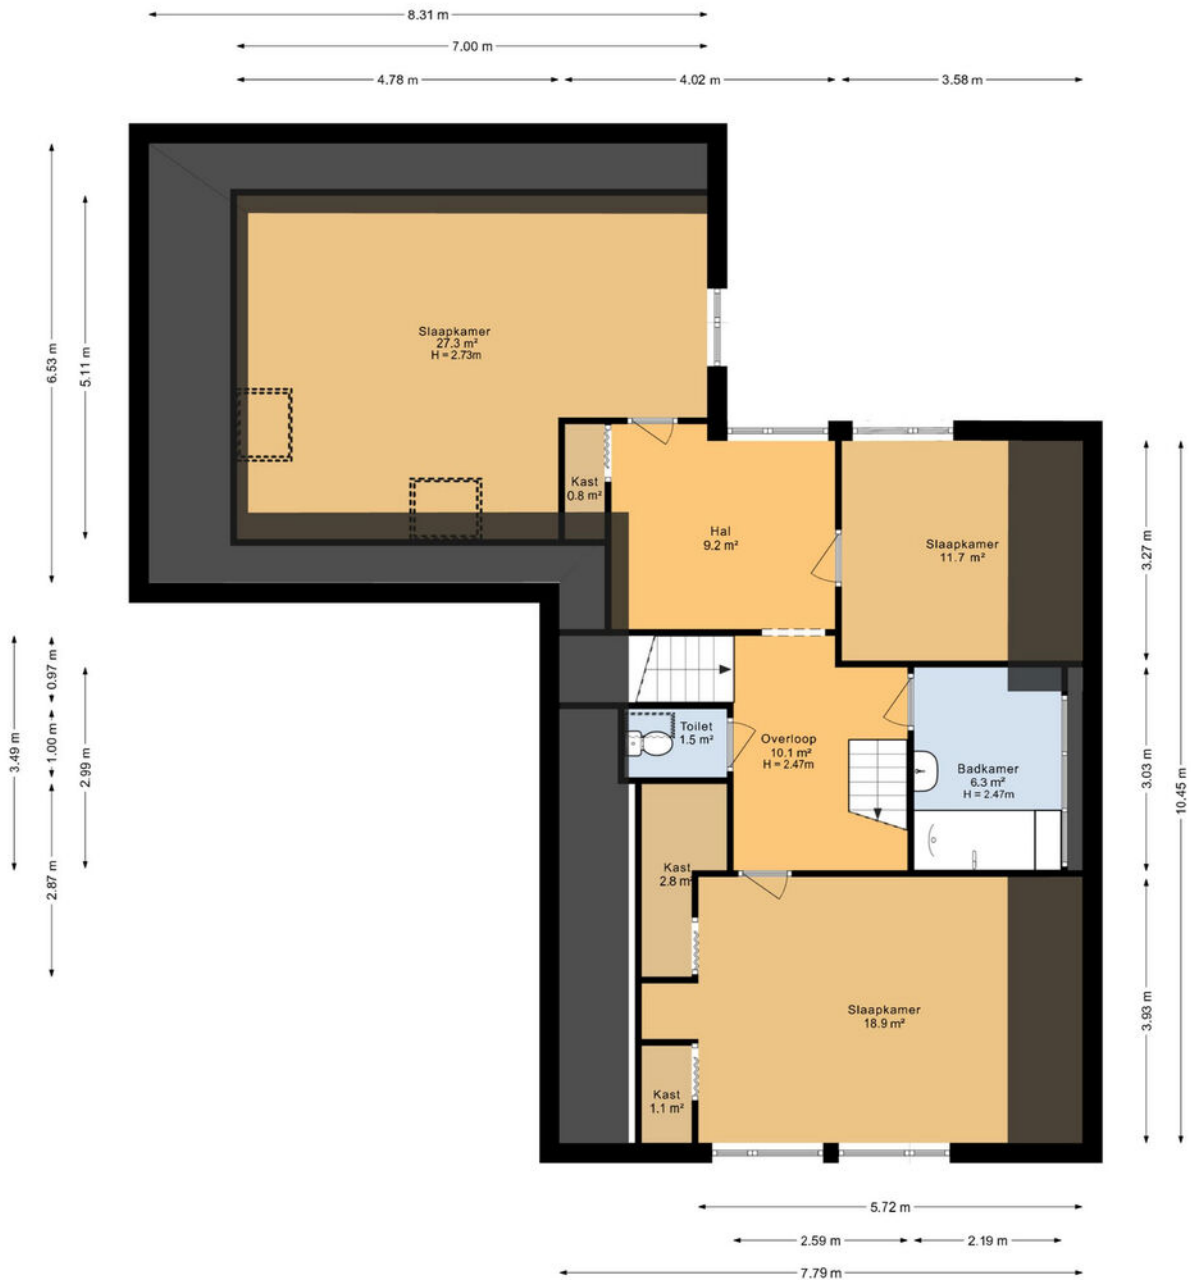 8.31 m
7.00 m
4.78 m
4.02 m
3.58 m
6.53 m
5.11 m
Slaapkamer
27.3 m²
H = 2.73m
Kast
0.8 m²
Hal
9.2 m²
Slaapkamer
11.7 m²
3.27 m
10.45 m
3.49 m
0.97 m
1.00 m
2.99 m
2.87 m
Toilet
1.5 m²
Overloop
10.1 m²
H = 2.47m
Badkamer
6.3 m²
H = 2.47m
3.03 m
Kast
2.8 m²
Slaapkamer
18.9 m²
3.93 m
Kast
1.1 m²
5.72 m
2.59 m
2.19 m
7.79 m